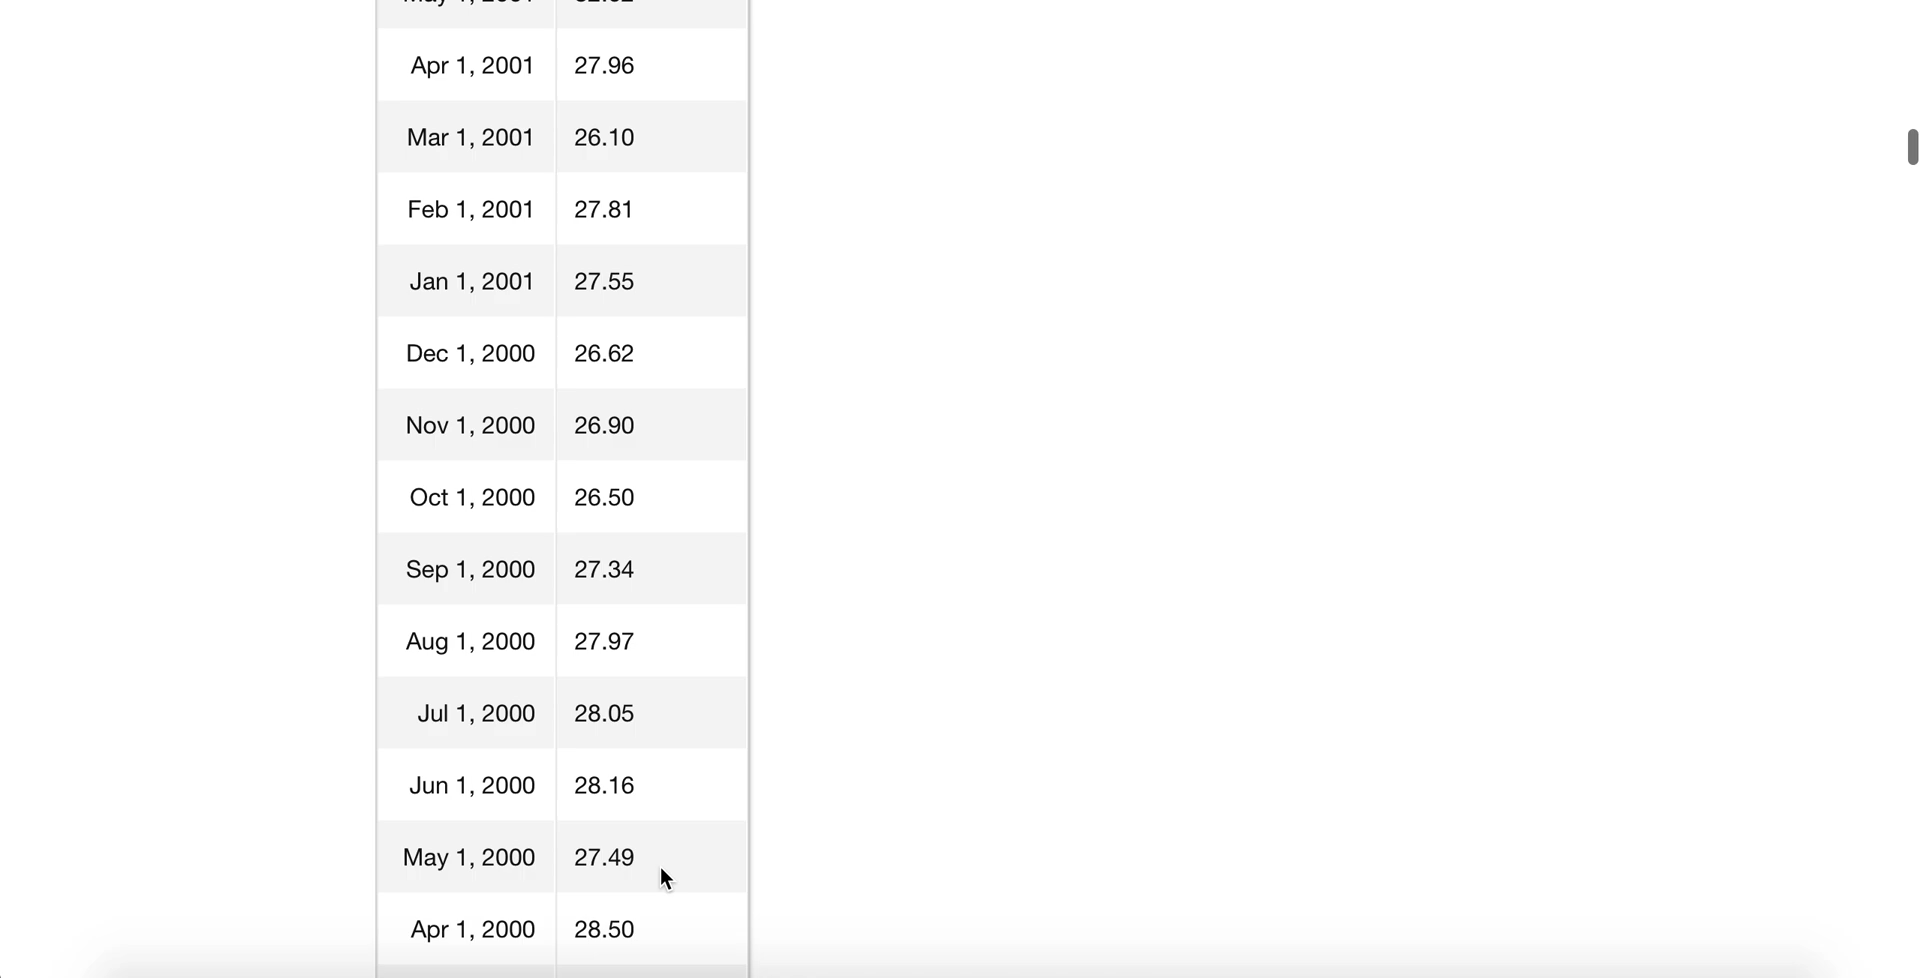 Apr 1, 2001 27.96
Mar 1, 2001 26.10
Feb 1, 2001 27.81
Jan 1, 2001 27.55
Dec 1, 2000 26.62
Nov 1, 2000 26.90
Oct 1, 2000 26.50
Sep 1, 2000 27.34
Aug 1, 2000 27.97
Jul 1, 2000 28.05
Jun 1, 2000 28.16
May 1, 2000 27.49
Apr 1, 2000 28.50